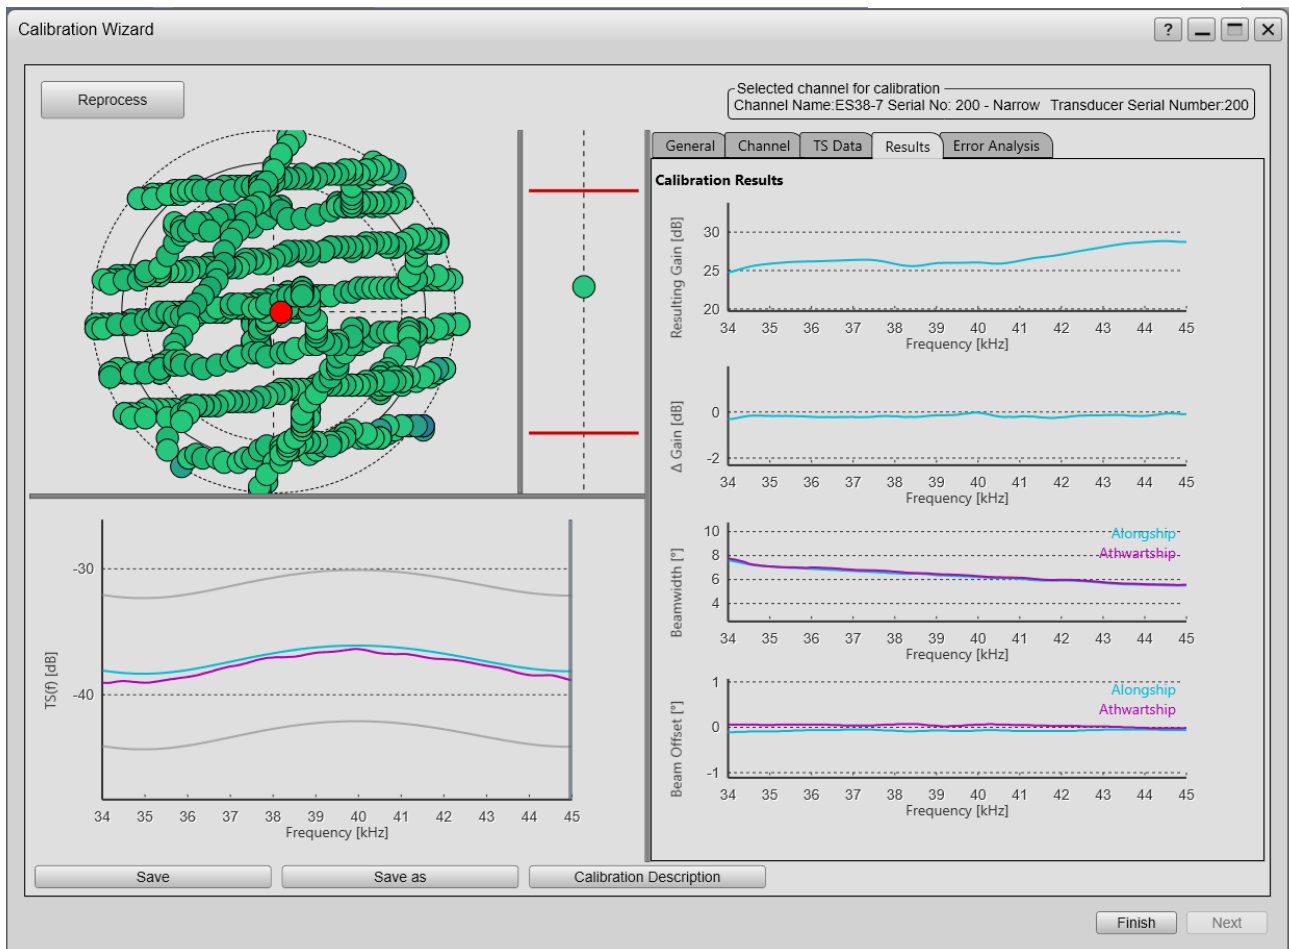 Calibration Wizard
?
Reprocess
Selected channel for calibration
Channel Name:ES38-7 Serial No: 200 - Narrow Transducer Serial Number:200
General Channel TS Data Results Error Analysis
Calibration Results
Resulting Gain [dB]
30
25
20
34 35 36 37 38 39 40 41 42 43 44 45
Frequency [kHz]
Δ Gain [dB]
0
-2
34 35 36 37 38 39 40 41 42 43 44 45
Frequency [kHz]
Beamwidth [°]
10
8
6
4
Alongship
Athwartship
34 35 36 37 38 39 40 41 42 43 44 45
Frequency [kHz]
Beam Offset [°]
1
0
-1
Alongship
Athwartship
34 35 36 37 38 39 40 41 42 43 44 45
Frequency [kHz]
TS(f) [dB]
-30
-40
34 35 36 37 38 39 40 41 42 43 44 45
Frequency [kHz]
Save Save as Calibration Description
Finish Next